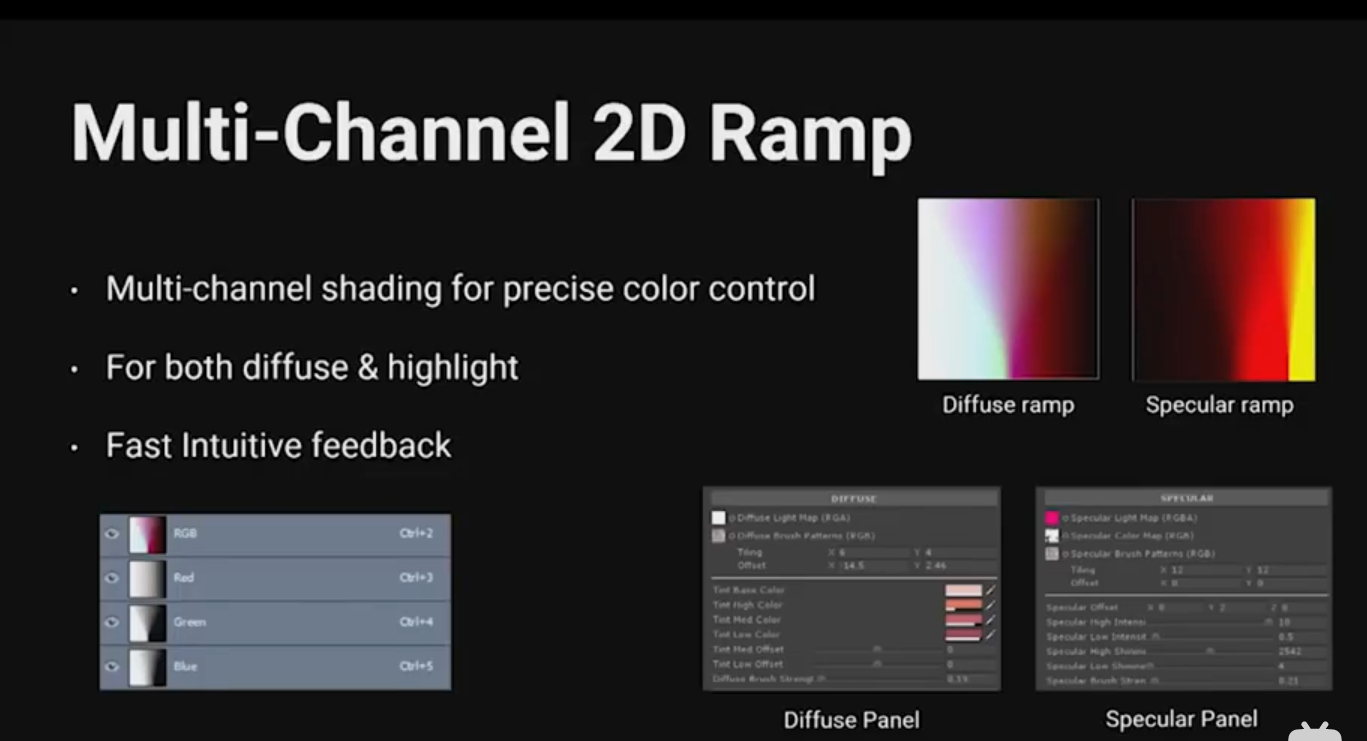 Multi-Channel 2D Ramp
· Multi-channel shading for precise color control
· For both diffuse & highlight
· Fast Intuitive feedback
Diffuse ramp
Specular ramp
RGB Ctrl+2
Red Ctrl+3
Green Ctrl+4
Blue Ctrl+5
DIFFUSE
Diffuse Light Map (RGA)
Diffuse Brush Patterns (RGB)
Tiling X 6 Y 4
Offset X 14.5 Y 2.46
Tint Base Color
Tint High Color
Tint Med Color
Tint Low Color
Tint Med Offset 0
Tint Low Offset 0
Diffuse Brush Strengt
Diffuse Panel
SPECULAR
Specular Light Map (RGBA)
Specular Color Map (RGB)
Specular Brush Patterns (RGB)
Tiling X 12 Y 12
Offset X 0 Y 0
Specular Offset X 0 Y 2 Z 0
Specular High Intensi 10
Specular Low Intensit 0.5
Specular High Shinine 2542
Specular Low Shinine 4
Specular Brush Stren 0.21
Specular Panel